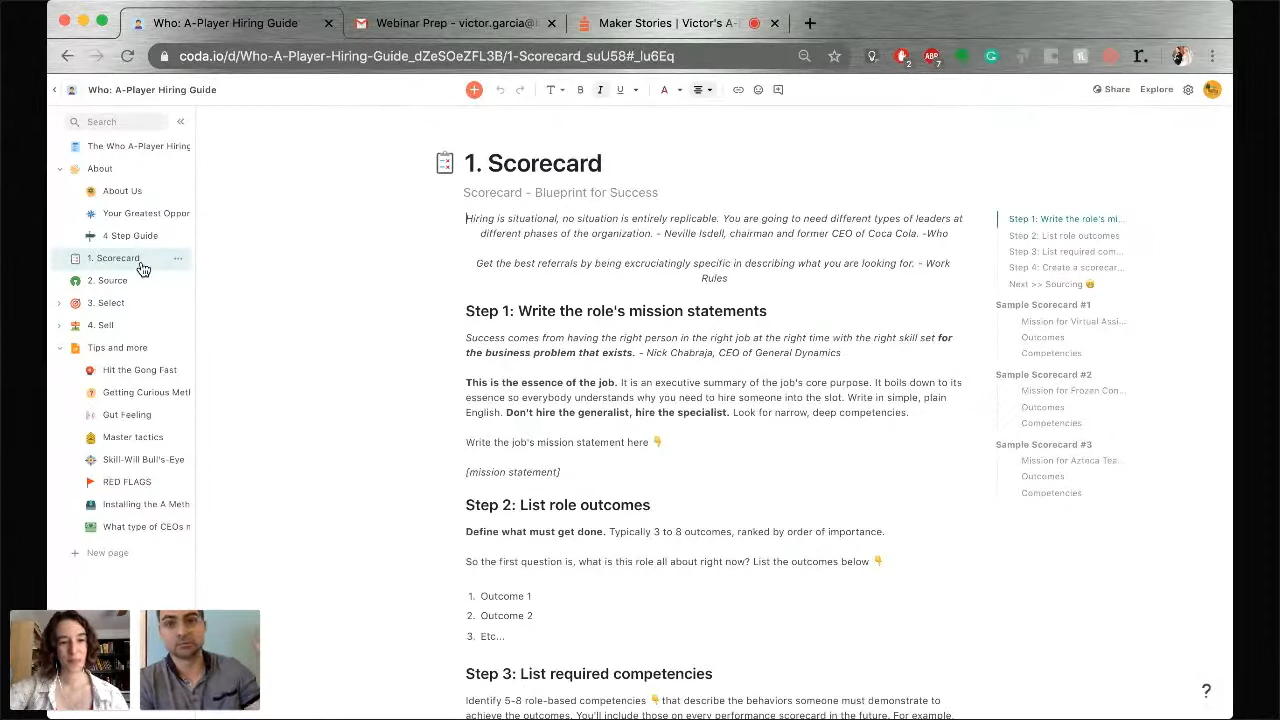 Who: A-Player Hiring Guide
Webinar Prep - victor.garcia@
Maker Stories | Victor's A-
coda.io/d/Who-A-Player-Hiring-Guide_dZeSOeZFL3B/1-Scorecard_suU58#_lu6Eq
Who: A-Player Hiring Guide
Share
Explore
Search...
The Who A-Player Hiring
About
About Us
Your Greatest Oppor
4 Step Guide
1. Scorecard
2. Source
3. Select
4. Sell
Tips and more
Hit the Gong Fast
Getting Curious Met
Gut Feeling
Master tactics
Skill-Will Bull's-Eye
RED FLAGS
Installing the A Meth
What type of CEOs m
New page
1. Scorecard
Scorecard - Blueprint for Success
Hiring is situational, no situation is entirely replicable. You are going to need different types of leaders at
different phases of the organization. - Neville Isdell, chairman and former CEO of Coca Cola. -Who
Get the best referrals by being excruciatingly specific in describing what you are looking for. - Work
Rules
Step 1: Write the role's mission statements
Success comes from having the right person in the right job at the right time with the right skill set for
the business problem that exists. - Nick Chabraja, CEO of General Dynamics
This is the essence of the job. It is an executive summary of the job's core purpose. It boils down to its
essence so everybody understands why you need to hire someone into the slot. Write in simple, plain
English. Don't hire the generalist, hire the specialist. Look for narrow, deep competencies.
Write the job's mission statement here 👇
[mission statement]
Step 2: List role outcomes
Define what must get done. Typically 3 to 8 outcomes, ranked by order of importance.
So the first question is, what is this role all about right now? List the outcomes below 👇
1. Outcome 1
2. Outcome 2
3. Etc...
Step 3: List required competencies
Identify 5-8 role-based competencies 👇 that describe the behaviors someone must demonstrate to
achieve the outcomes. You'll include those on every performance scorecard in the future. For example,
Step 1: Write the role's mi...
Step 2: List role outcomes
Step 3: List required com...
Step 4: Create a scorecar...
Next >> Sourcing
Sample Scorecard #1
Mission for Virtual Assi...
Outcomes
Competencies
Sample Scorecard #2
Mission for Frozen Con...
Outcomes
Competencies
Sample Scorecard #3
Mission for Azteca Tea...
Outcomes
Competencies